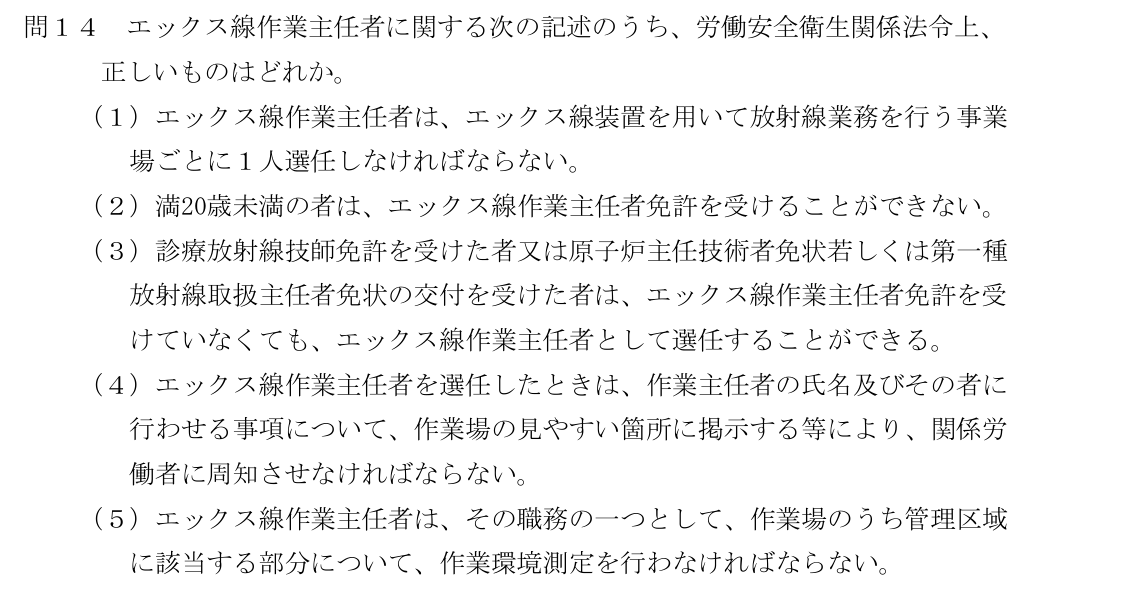 問１４　エックス線作業主任者に関する次の記述のうち、労働安全衛生関係法令上、
正しいものはどれか。
（１）エックス線作業主任者は、エックス線装置を用いて放射線業務を行う事業
場ごとに１人選任しなければならない。
（２）満20歳未満の者は、エックス線作業主任者免許を受けることができない。
（３）診療放射線技師免許を受けた者又は原子炉主任技術者免状若しくは第一種
放射線取扱主任者免状の交付を受けた者は、エックス線作業主任者免許を受
けていなくても、エックス線作業主任者として選任することができる。
（４）エックス線作業主任者を選任したときは、作業主任者の氏名及びその者に
行わせる事項について、作業場の見やすい箇所に掲示する等により、関係労
働者に周知させなければならない。
（５）エックス線作業主任者は、その職務の一つとして、作業場のうち管理区域
に該当する部分について、作業環境測定を行わなければならない。